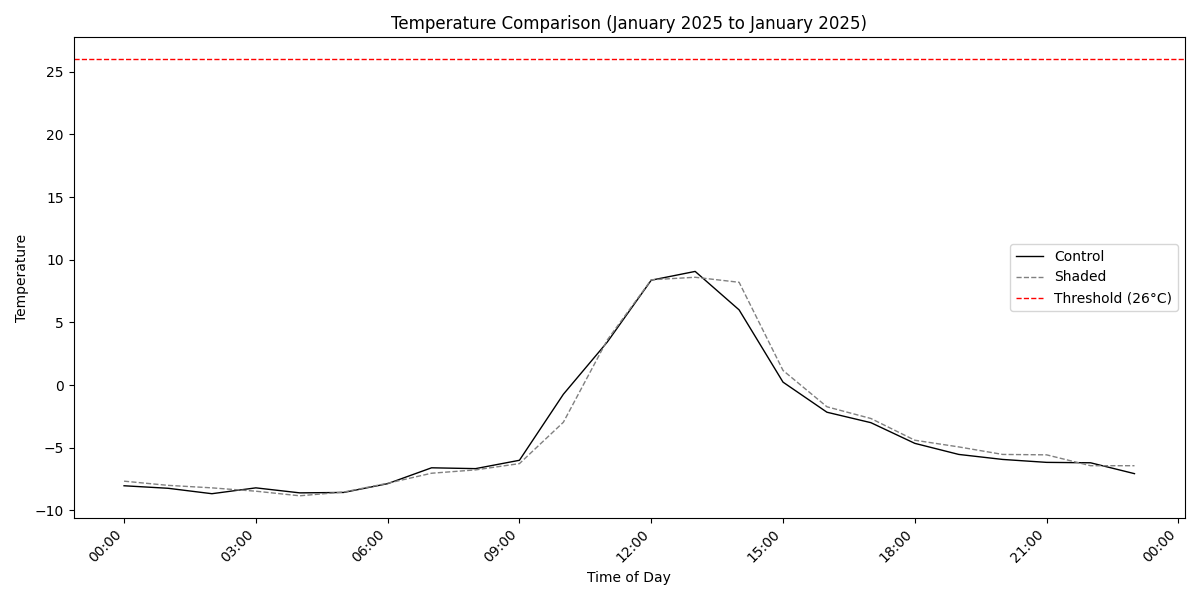 Temperature Comparison (January 2025 to January 2025)
Temperature
25
20
15
10
5
0
−5
−10
Control
Shaded
Threshold (26°C)
00:00
03:00
06:00
09:00
12:00
15:00
18:00
21:00
00:00
Time of Day